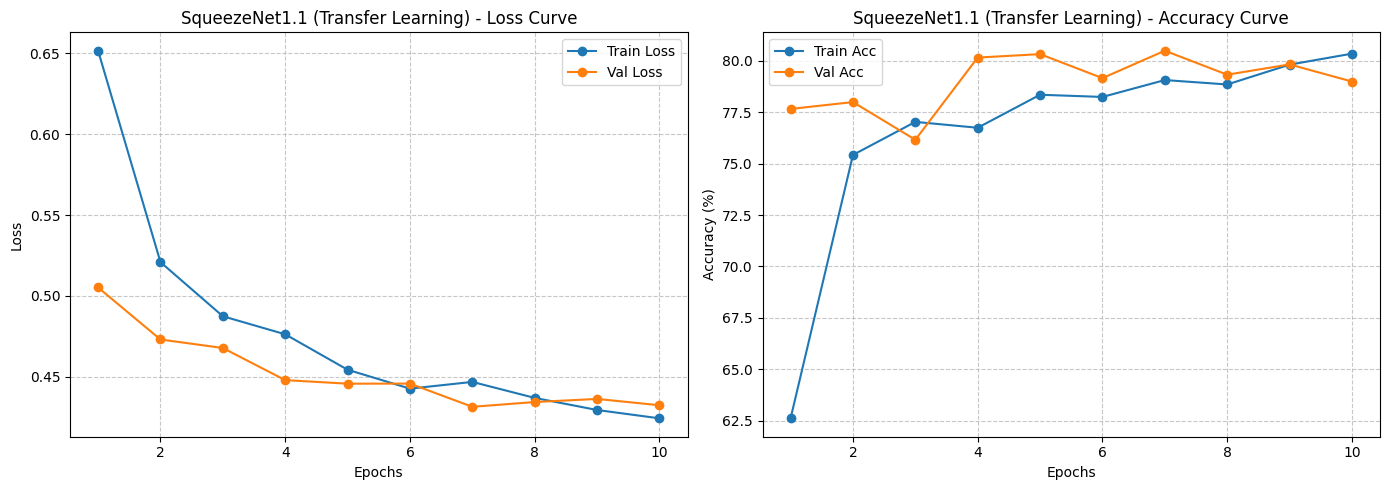 SqueezeNet1.1 (Transfer Learning) - Loss Curve
Train Loss
Val Loss
0.65
0.60
0.55
0.50
0.45
Loss
2
4
6
8
10
Epochs
SqueezeNet1.1 (Transfer Learning) - Accuracy Curve
Train Acc
Val Acc
80.0
77.5
75.0
72.5
70.0
67.5
65.0
62.5
Accuracy (%)
2
4
6
8
10
Epochs